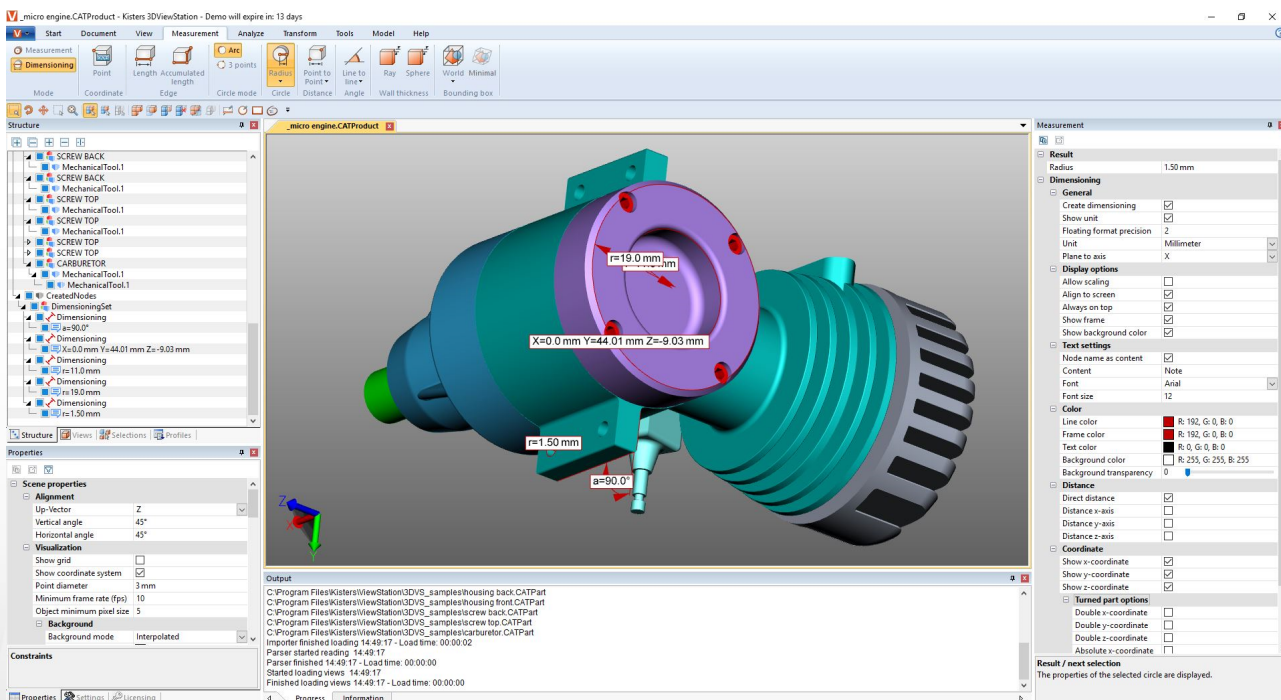 _micro engine.CATProduct - Kisters 3DViewStation - Demo will expire in: 13 days
Start Document View Measurement Analyze Transform Tools Model Help
Measurement
Dimensioning
Mode
Point
Coordinate
Length Accumulated length
Edge
Arc
3 points
Circle mode
Radius
Circle
Point to Point
Distance
Line to line
Angle
Ray Sphere
Wall thickness
World Minimal
Bounding box
Structure
SCREW BACK
MechanicalTool.1
SCREW BACK
MechanicalTool.1
SCREW TOP
MechanicalTool.1
SCREW TOP
MechanicalTool.1
SCREW TOP
SCREW TOP
CARBURETOR
MechanicalTool.1
MechanicalTool.1
CreatedNodes
DimensioningSet
Dimensioning
a=90.0°
Dimensioning
X=0.0 mm Y=44.01 mm Z=-9.03 mm
Dimensioning
r=11.0 mm
Dimensioning
r=19.0 mm
Dimensioning
r=1.50 mm
Structure Views Selections Profiles
Properties
Scene properties
Alignment
Up-Vector Z
Vertical angle 45°
Horizontal angle 45°
Visualization
Show grid
Show coordinate system
Point diameter 3 mm
Minimum frame rate (fps) 10
Object minimum pixel size 5
Background
Background mode Interpolated
Constraints
Properties Settings Licensing
_micro engine.CATProduct
r=19.0 mm
X=0.0 mm Y=44.01 mm Z=-9.03 mm
r=1.50 mm
a=90.0°
Z
X
Y
Output
C:\Program Files\Kisters\ViewStation\3DVS_samples\housing back.CATPart
C:\Program Files\Kisters\ViewStation\3DVS_samples\housing front.CATPart
C:\Program Files\Kisters\ViewStation\3DVS_samples\screw back.CATPart
C:\Program Files\Kisters\ViewStation\3DVS_samples\screw top.CATPart
C:\Program Files\Kisters\ViewStation\3DVS_samples\carburetor.CATPart
Importer finished loading 14:49:17 - Load time: 00:00:02
Parser started reading 14:49:17
Parser finished 14:49:17 - Load time: 00:00:00
Started loading views 14:49:17
Finished loading views 14:49:17 - Load time: 00:00:00
Progress Information
Measurement
Result
Radius 1.50 mm
Dimensioning
General
Create dimensioning
Show unit
Floating format precision 2
Unit Millimeter
Plane to axis X
Display options
Allow scaling
Align to screen
Always on top
Show frame
Show background color
Text settings
Node name as content
Content Note
Font Arial
Font size 12
Color
Line color R: 192, G: 0, B: 0
Frame color R: 192, G: 0, B: 0
Text color R: 0, G: 0, B: 0
Background color R: 255, G: 255, B: 255
Background transparency 0
Distance
Direct distance
Distance x-axis
Distance y-axis
Distance z-axis
Coordinate
Show x-coordinate
Show y-coordinate
Show z-coordinate
Turned part options
Double x-coordinate
Double y-coordinate
Double z-coordinate
Absolute x-coordinate
Result / next selection
The properties of the selected circle are displayed.